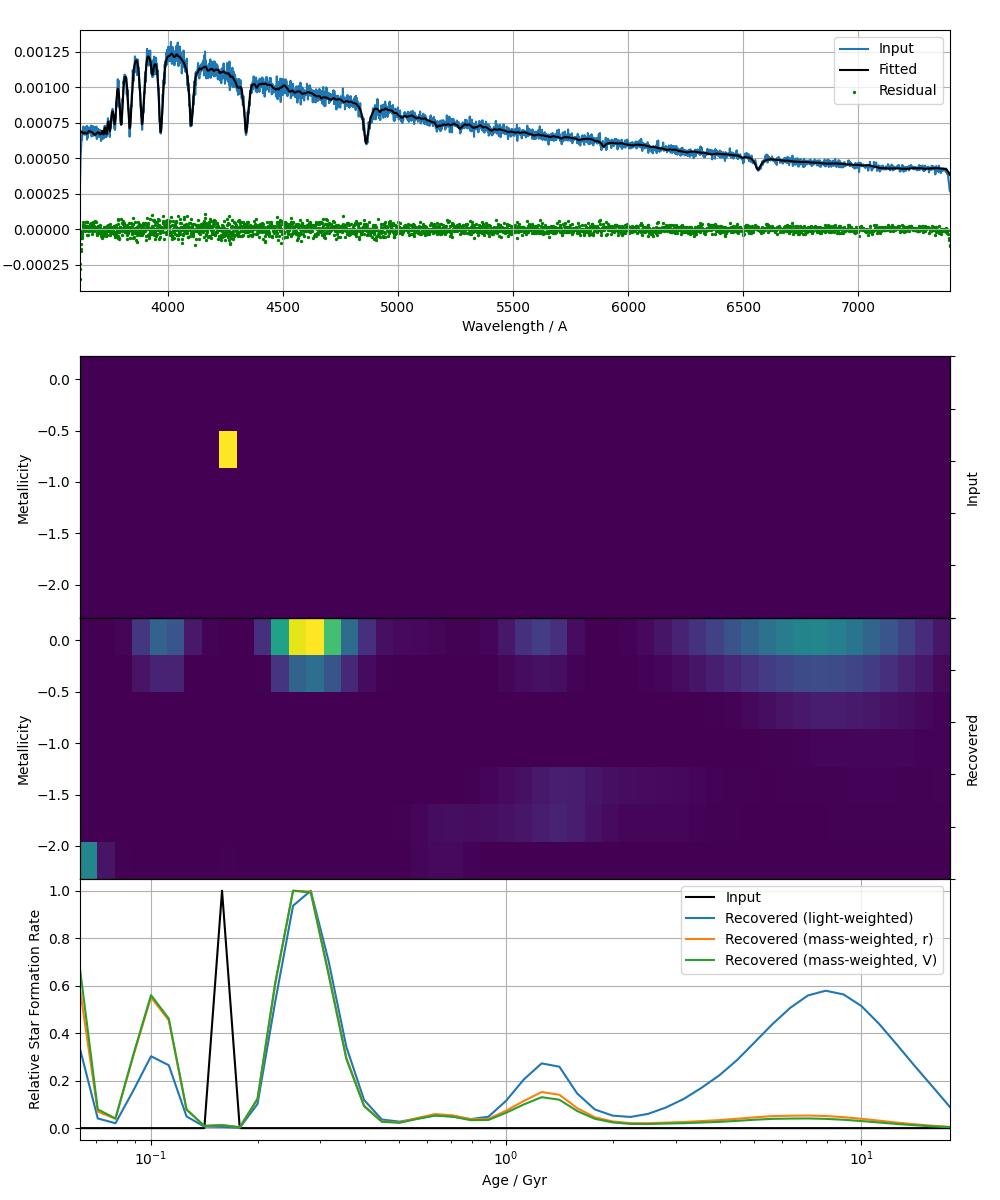 0.00125
0.00100
0.00075
0.00050
0.00025
0.00000
−0.00025
Input
Fitted
Residual
4000 4500 5000 5500 6000 6500 7000
Wavelength / A
0.0
−0.5
−1.0
−1.5
−2.0
Metallicity
Input
0.0
−0.5
−1.0
−1.5
−2.0
Metallicity
Recovered
1.0
0.8
0.6
0.4
0.2
0.0
Relative Star Formation Rate
Input
Recovered (light-weighted)
Recovered (mass-weighted, r)
Recovered (mass-weighted, V)
10⁻¹ 10⁰ 10¹
Age / Gyr